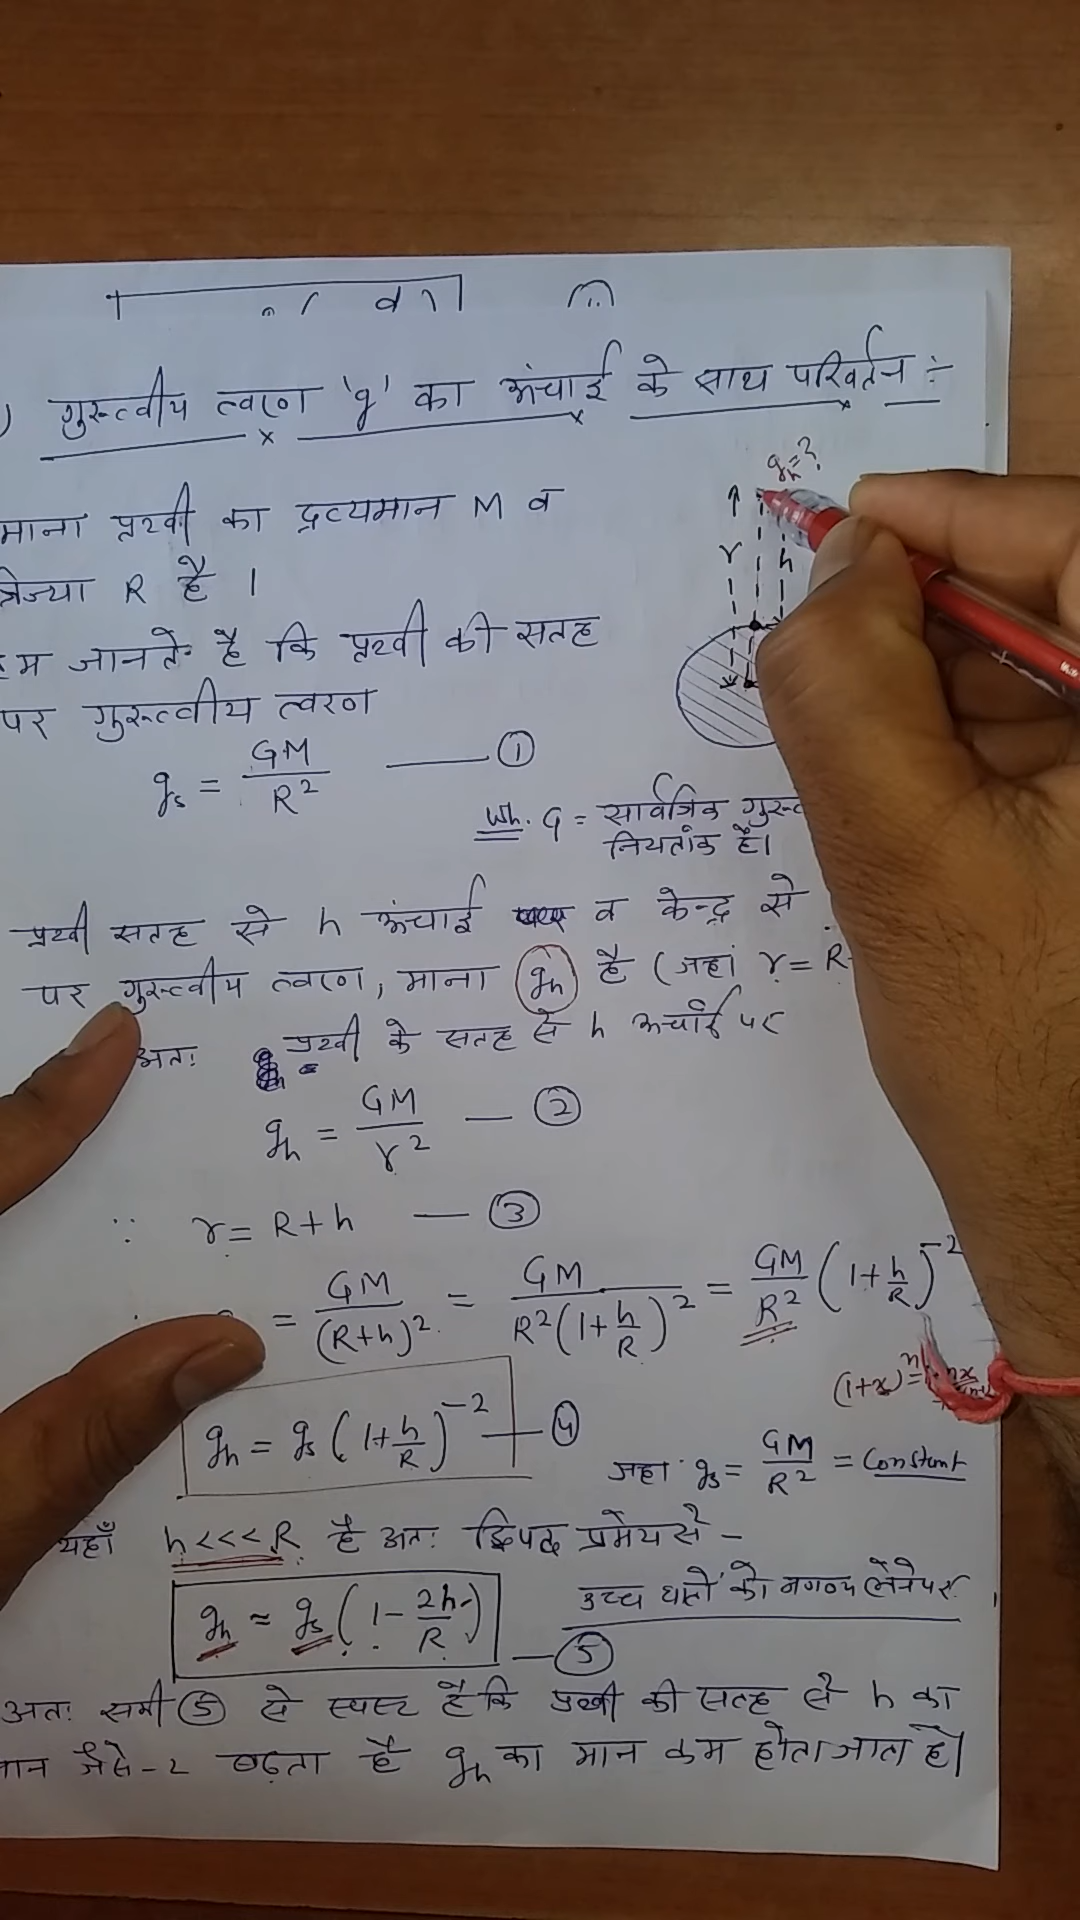 गुरुत्वीय त्वरण 'g' का ऊंचाई के साथ परिवर्तन :-
gₕ=?
माना पृथ्वी का द्रव्यमान M व
त्रिज्या R है ।
r h
हम जानते है कि पृथ्वी की सतह
पर गुरुत्वीय त्वरण
gₛ = GM/R² —— ①
Wh. G = सार्वत्रिक
नियतांक है।
पृथ्वी सतह से h ऊंचाई व केन्द्र से
पर गुरुत्वीय त्वरण, माना gₕ है (जहां r = R
अतः पृथ्वी के सतह से h ऊंचाई पर
gₕ = GM/r² — ②
∵ r = R+h — ③
= GM/(R+h)² = GM/R²(1+h/R)² = GM/R² (1+h/R)⁻²
(1+x)ⁿ =
gₕ = gₛ (1+h/R)⁻² — ④
जहा gₛ = GM/R² = Constant
यहाँ h<<<R है अतः द्विपद प्रमेय से –
उच्च घातों को नगण्य लेने पर
gₕ ≈ gₛ (1 - 2h/R) — ⑤
अतः समी ⑤ से स्पष्ट है कि पृथ्वी की सतह से h का
मान जैसे-2 बढ़ता है gₕ का मान कम होता जाता है।